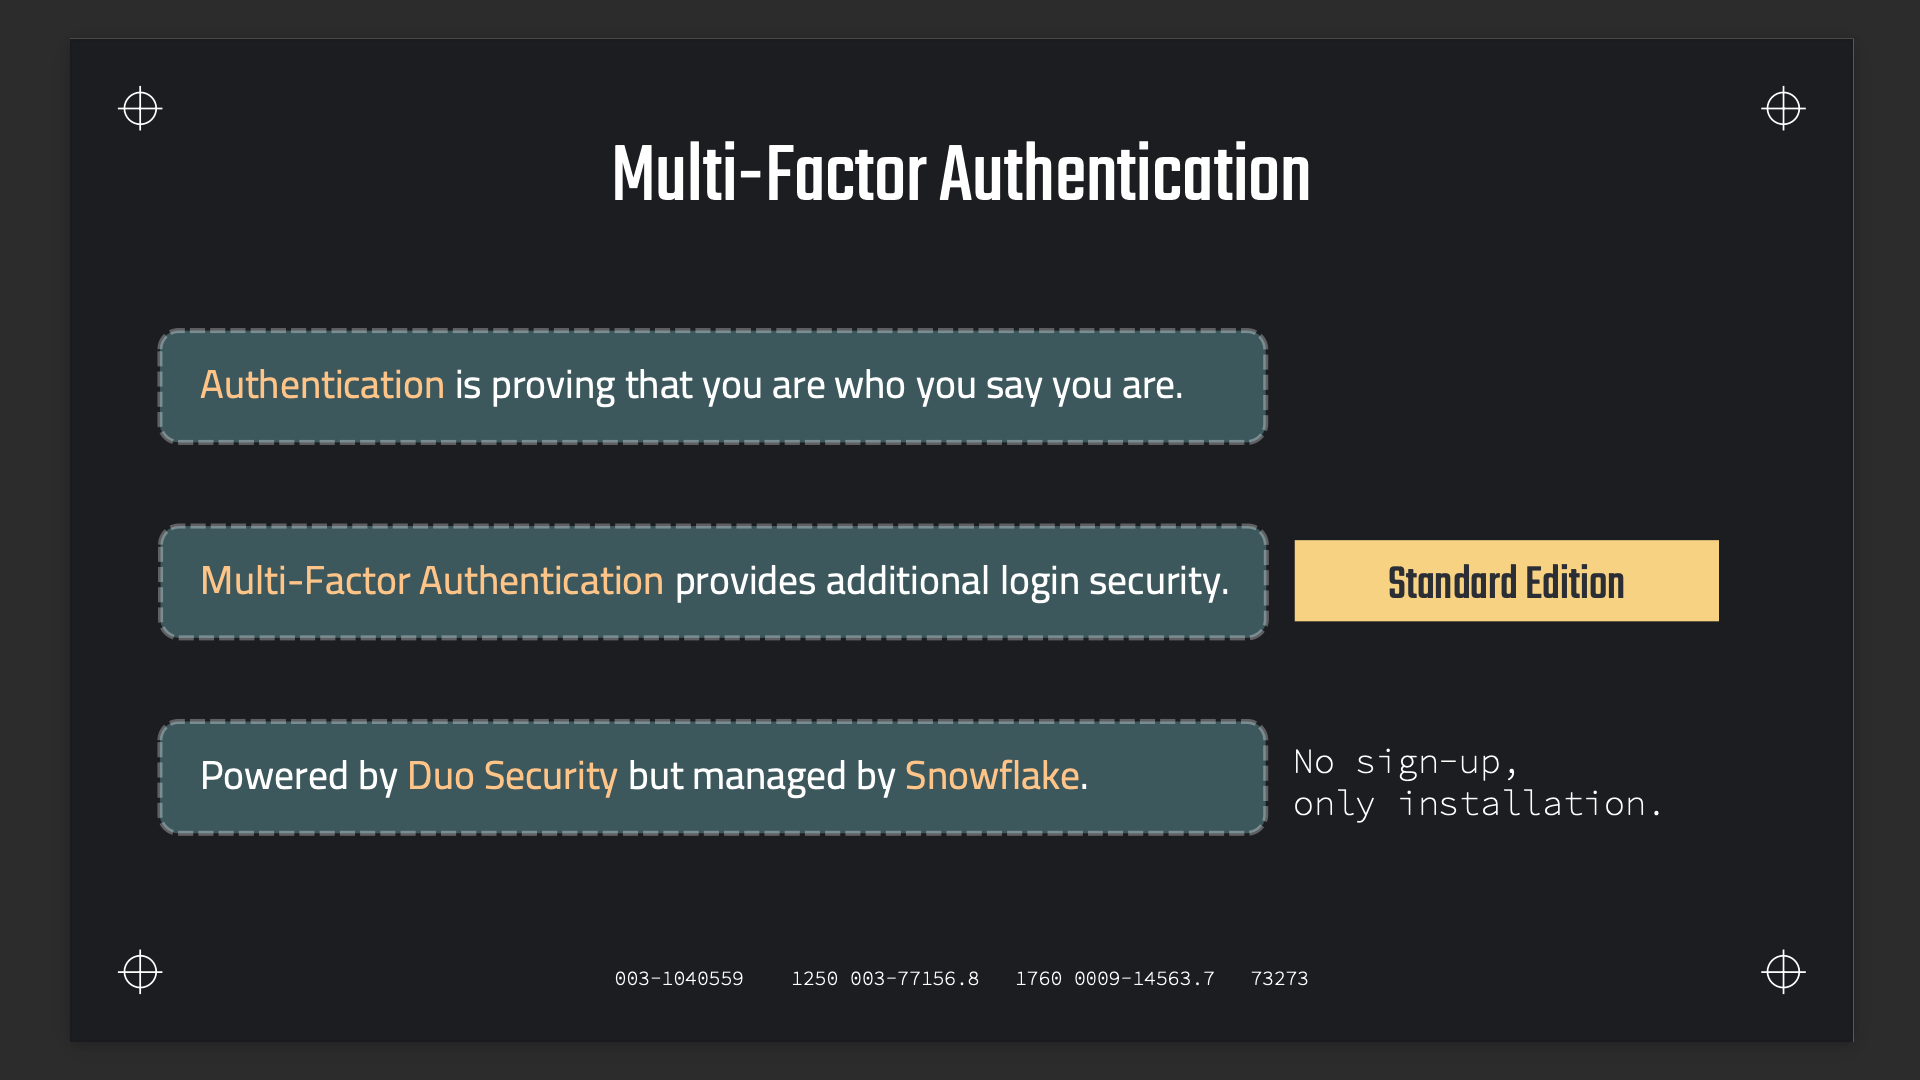 Multi-Factor Authentication
Authentication is proving that you are who you say you are.
Multi-Factor Authentication provides additional login security.
Standard Edition
Powered by Duo Security but managed by Snowflake.
No sign-up,
only installation.
003-1040559 1250 003-77156.8 1760 0009-14563.7 73273